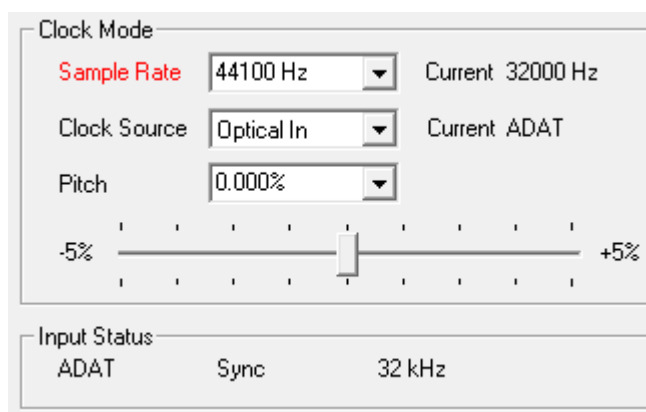 Clock Mode
Sample Rate 44100 Hz Current 32000 Hz
Clock Source Optical In Current ADAT
Pitch 0.000%
-5% +5%
Input Status
ADAT Sync 32 kHz